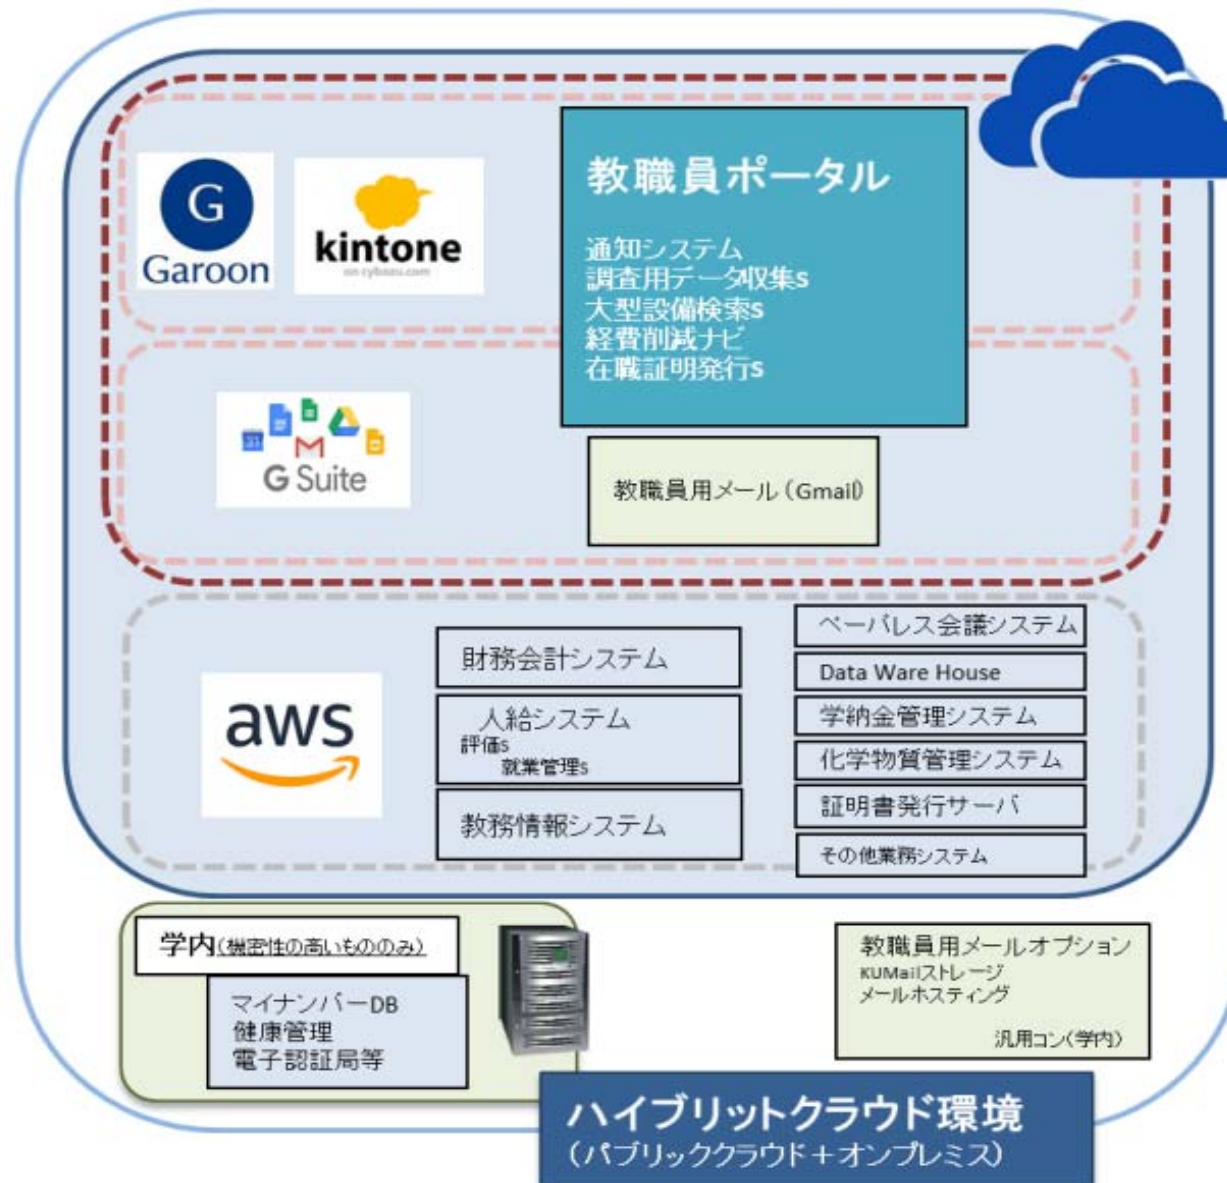 G
Garoon
kintone
on cybozu.com
教職員ポータル
通知システム
調査用データ収集s
大型設備検索s
経費削減ナビ
在職証明発行s
31
G Suite
教職員用メール（Gmail）
aws
財務会計システム
人給システム
評価s
就業管理s
教務情報システム
ペーパレス会議システム
Data Ware House
学納金管理システム
化学物質管理システム
証明書発行サーバ
その他業務システム
学内（機密性の高いもののみ）
マイナンバーDB
健康管理
電子認証局等
教職員用メールオプション
KUMailストレージ
メールホスティング
汎用コン（学内）
ハイブリットクラウド環境
（パブリッククラウド＋オンプレミス）